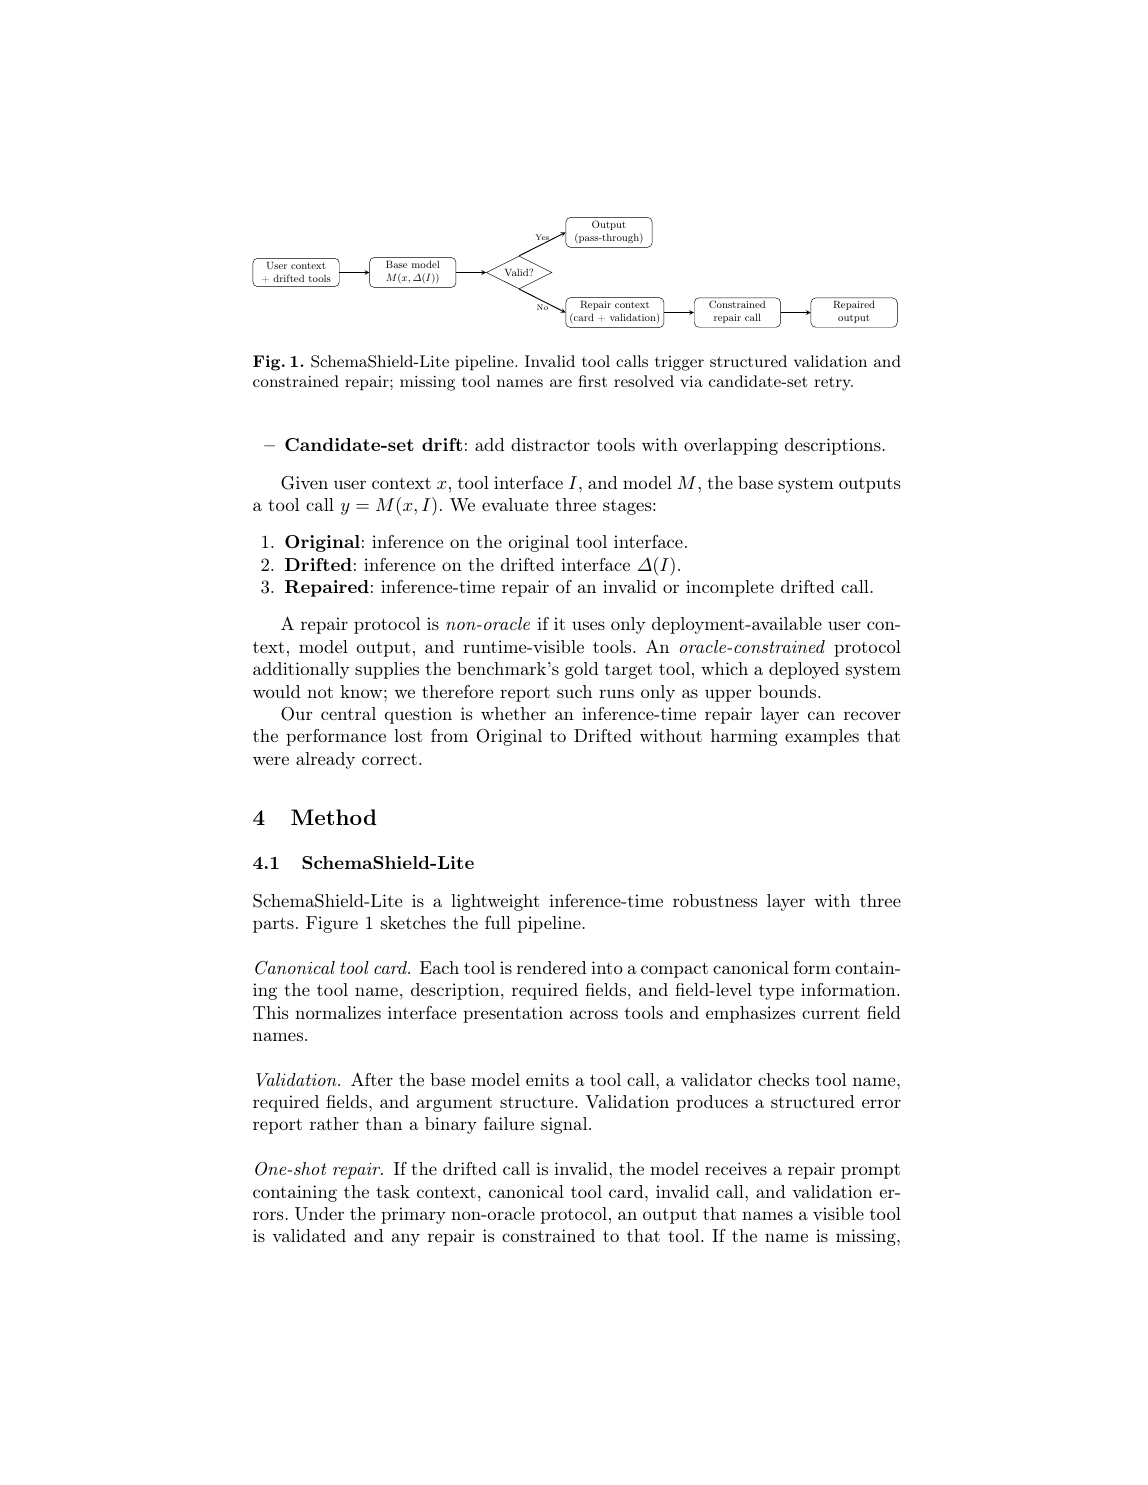 Output
(pass-through)
Yes
User context
+ drifted tools
Base model
M(x, Δ(I))
Valid?
No
Repair context
(card + validation)
Constrained
repair call
Repaired
output
Fig. 1. SchemaShield-Lite pipeline. Invalid tool calls trigger structured validation and
constrained repair; missing tool names are first resolved via candidate-set retry.
– Candidate-set drift: add distractor tools with overlapping descriptions.
Given user context x, tool interface I, and model M, the base system outputs
a tool call y = M(x, I). We evaluate three stages:
1. Original: inference on the original tool interface.
2. Drifted: inference on the drifted interface Δ(I).
3. Repaired: inference-time repair of an invalid or incomplete drifted call.
A repair protocol is non-oracle if it uses only deployment-available user con-
text, model output, and runtime-visible tools. An oracle-constrained protocol
additionally supplies the benchmark's gold target tool, which a deployed system
would not know; we therefore report such runs only as upper bounds.
Our central question is whether an inference-time repair layer can recover
the performance lost from Original to Drifted without harming examples that
were already correct.
4 Method
4.1 SchemaShield-Lite
SchemaShield-Lite is a lightweight inference-time robustness layer with three
parts. Figure 1 sketches the full pipeline.
Canonical tool card. Each tool is rendered into a compact canonical form contain-
ing the tool name, description, required fields, and field-level type information.
This normalizes interface presentation across tools and emphasizes current field
names.
Validation. After the base model emits a tool call, a validator checks tool name,
required fields, and argument structure. Validation produces a structured error
report rather than a binary failure signal.
One-shot repair. If the drifted call is invalid, the model receives a repair prompt
containing the task context, canonical tool card, invalid call, and validation er-
rors. Under the primary non-oracle protocol, an output that names a visible tool
is validated and any repair is constrained to that tool. If the name is missing,